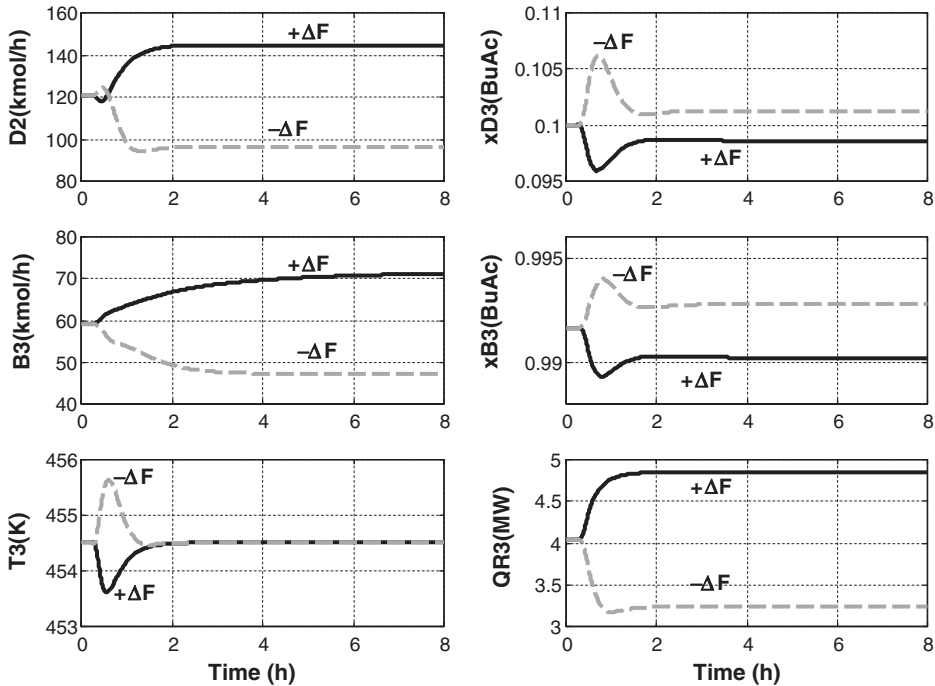 D2(kmol/h)
160
140
120
100
80
0 2 4 6 8
+ΔF
−ΔF
xD3(BuAc)
0.11
0.105
0.1
0.095
0 2 4 6 8
−ΔF
+ΔF
B3(kmol/h)
80
70
60
50
40
0 2 4 6 8
+ΔF
−ΔF
xB3(BuAc)
0.995
0.99
0 2 4 6 8
−ΔF
+ΔF
T3(K)
456
455
454
453
0 2 4 6 8
−ΔF
+ΔF
Time (h)
QR3(MW)
5
4.5
4
3.5
3
0 2 4 6 8
+ΔF
−ΔF
Time (h)